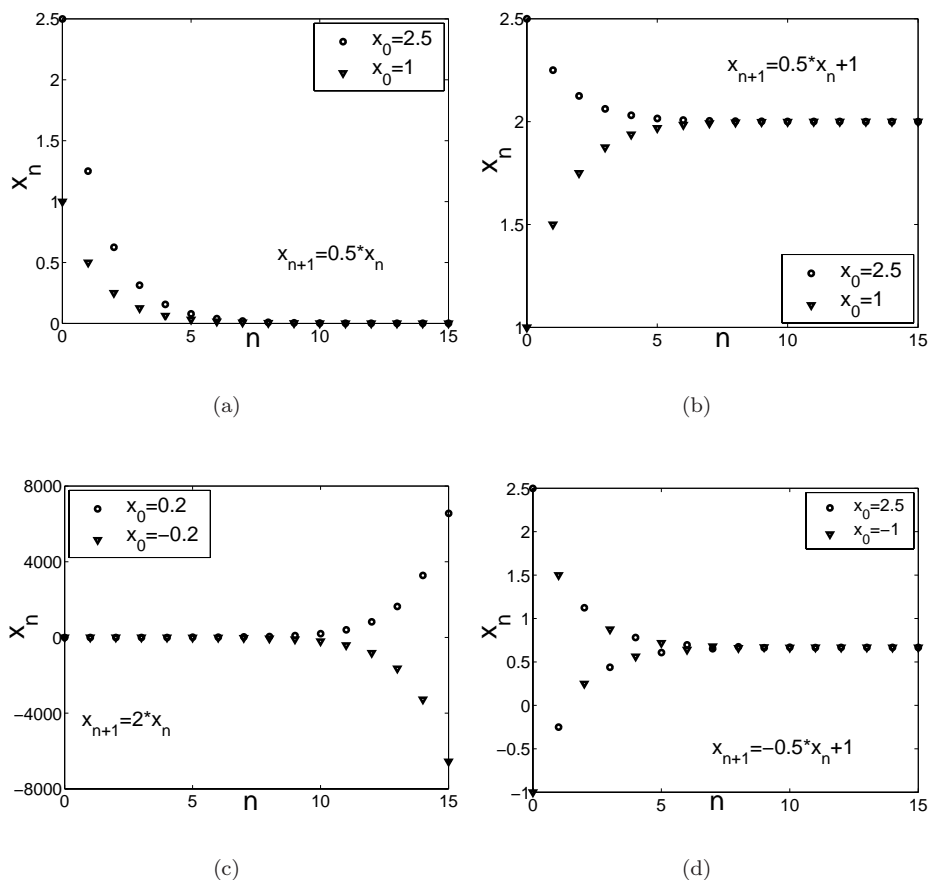 2.5
2
1.5
1
0.5
0
0 5 10 15
x_n
n
x_0=2.5
x_0=1
x_{n+1}=0.5*x_n
(a)
2.5
2
1.5
1
0 5 10 15
x_n
n
x_{n+1}=0.5*x_n+1
x_0=2.5
x_0=1
(b)
8000
4000
0
−4000
−8000
0 5 10 15
x_n
n
x_0=0.2
x_0=−0.2
x_{n+1}=2*x_n
(c)
2.5
2
1.5
1
0.5
0
−0.5
−1
0 5 10 15
x_n
n
x_0=2.5
x_0=−1
x_{n+1}=−0.5*x_n+1
(d)